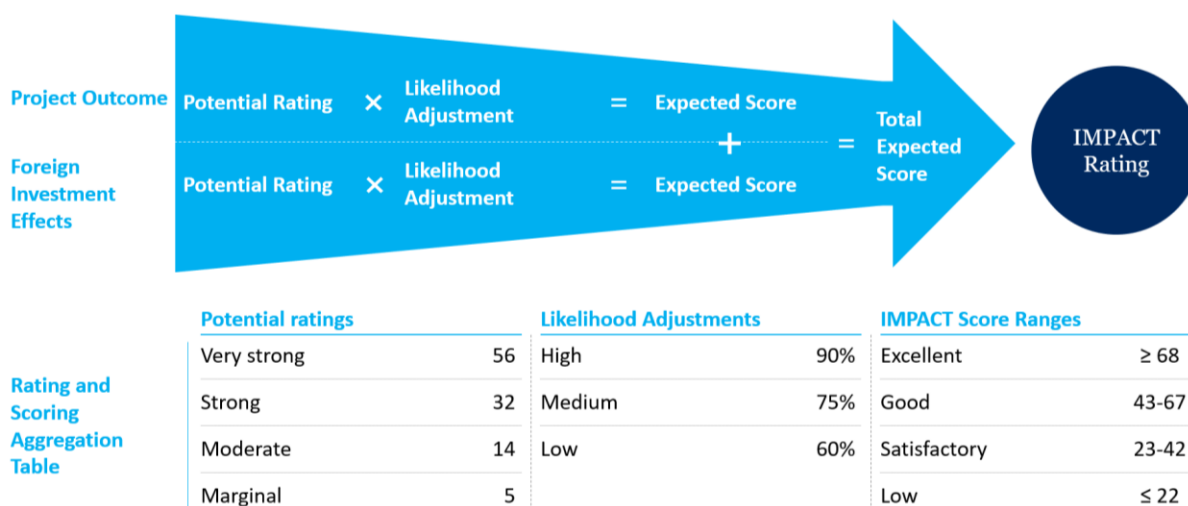 Project Outcome
Potential Rating × Likelihood Adjustment = Expected Score
+
= Total Expected Score
Foreign Investment Effects
Potential Rating × Likelihood Adjustment = Expected Score
IMPACT
Rating
Rating and
Scoring
Aggregation
Table
Potential ratings Likelihood Adjustments IMPACT Score Ranges
Very strong 56 High 90% Excellent ≥ 68
Strong 32 Medium 75% Good 43-67
Moderate 14 Low 60% Satisfactory 23-42
Marginal 5 Low ≤ 22